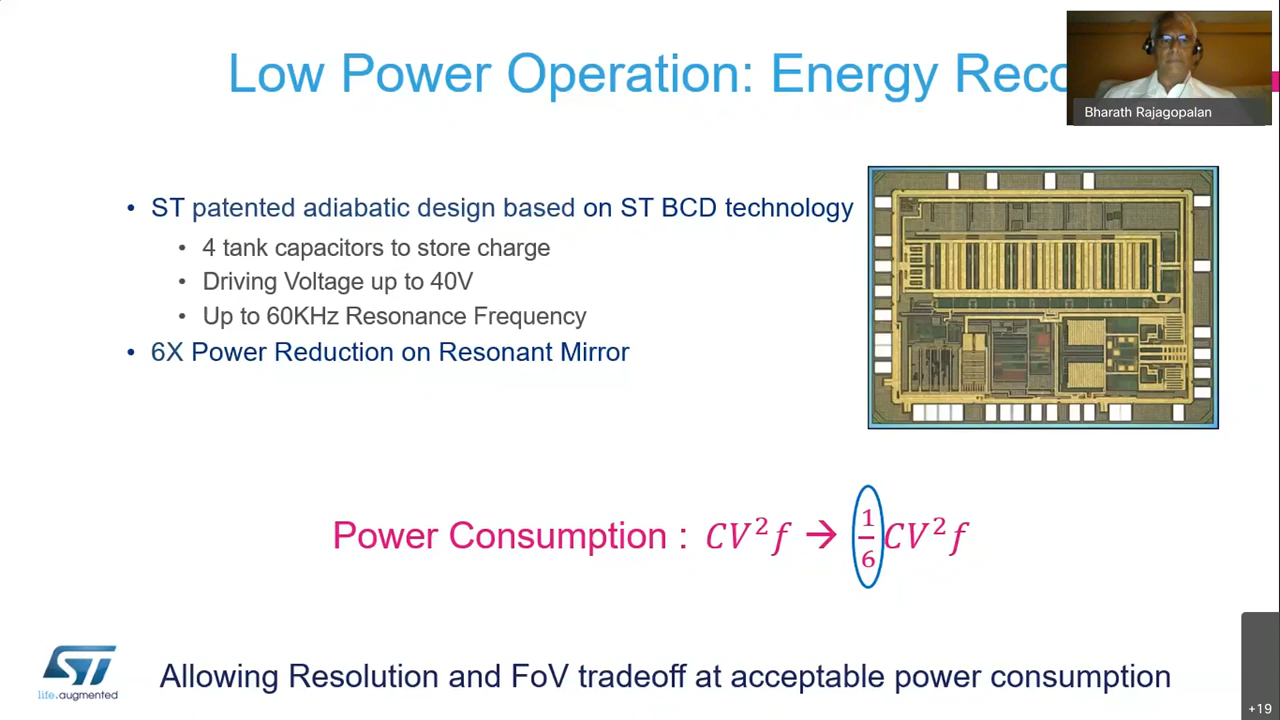 Low Power Operation: Energy Reco
Bharath Rajagopalan
• ST patented adiabatic design based on ST BCD technology
• 4 tank capacitors to store charge
• Driving Voltage up to 40V
• Up to 60KHz Resonance Frequency
• 6X Power Reduction on Resonant Mirror
Power Consumption : CV²f → 1/6 CV²f
ST
life.augmented
Allowing Resolution and FoV tradeoff at acceptable power consumption
+19